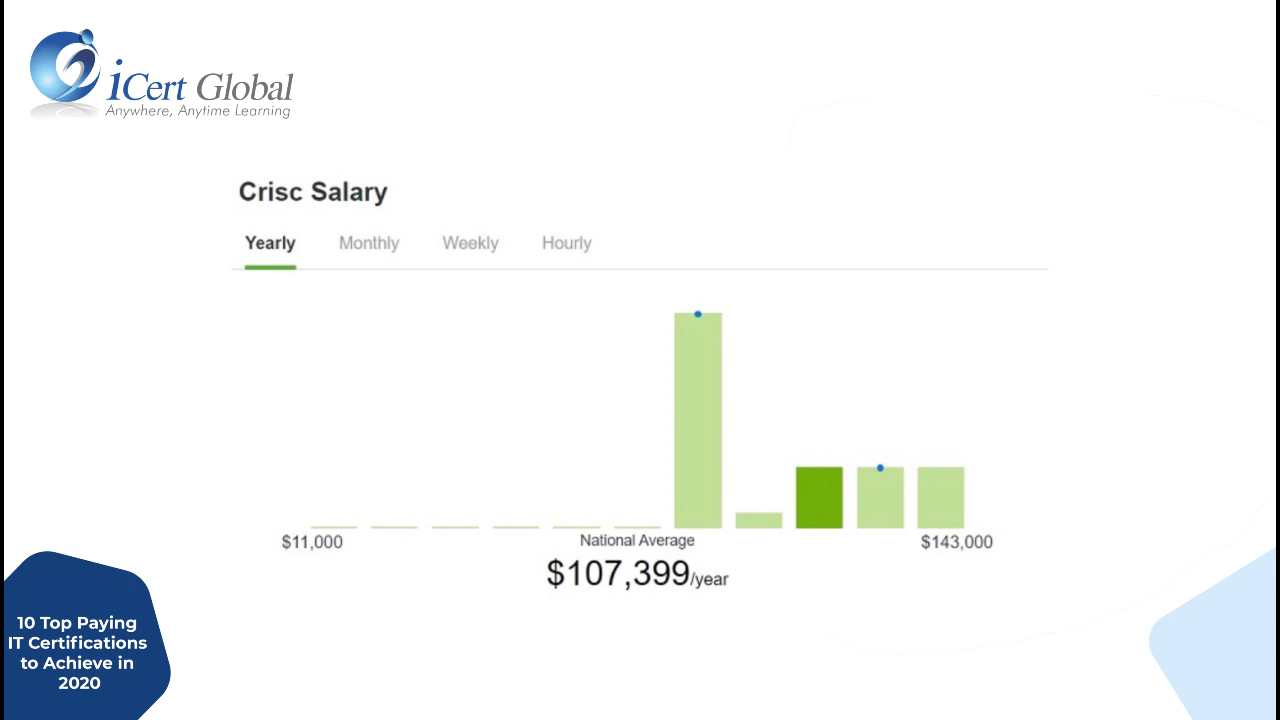 iCert Global
Anywhere, Anytime Learning
Crisc Salary
Yearly Monthly Weekly Hourly
$11,000 National Average $143,000
$107,399/year
10 Top Paying
IT Certifications
to Achieve in
2020